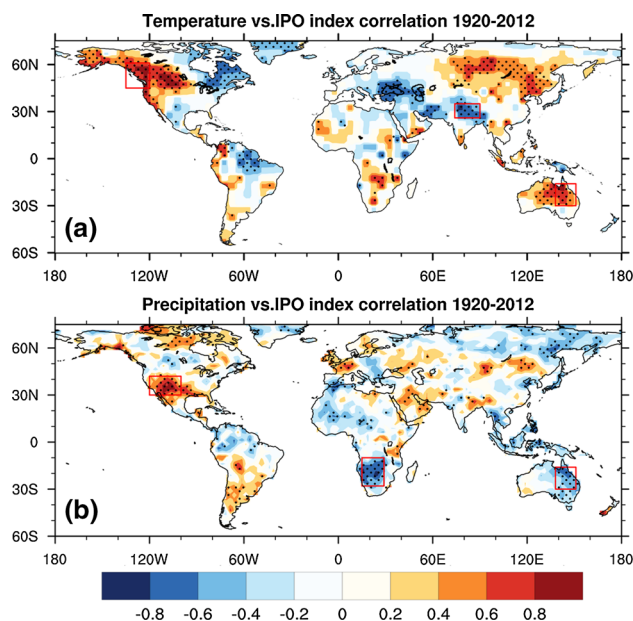 Temperature vs.IPO index correlation 1920-2012
60N
30N
0
30S
60S
(a)
180 120W 60W 0 60E 120E 180
Precipitation vs.IPO index correlation 1920-2012
60N
30N
0
30S
60S
(b)
180 120W 60W 0 60E 120E 180
-0.8 -0.6 -0.4 -0.2 0 0.2 0.4 0.6 0.8